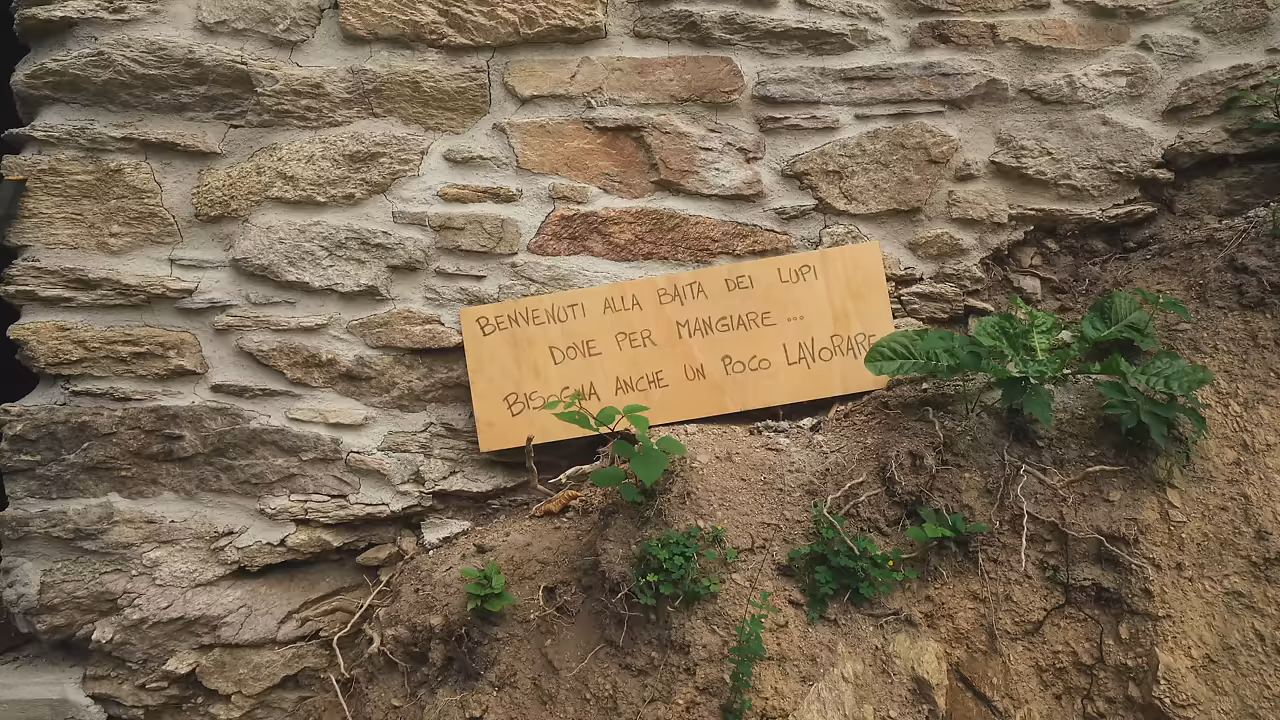 BENVENUTI ALLA BAITA DEI LUPI
DOVE PER MANGIARE ...
BISOGNA ANCHE UN POCO LAVORARE